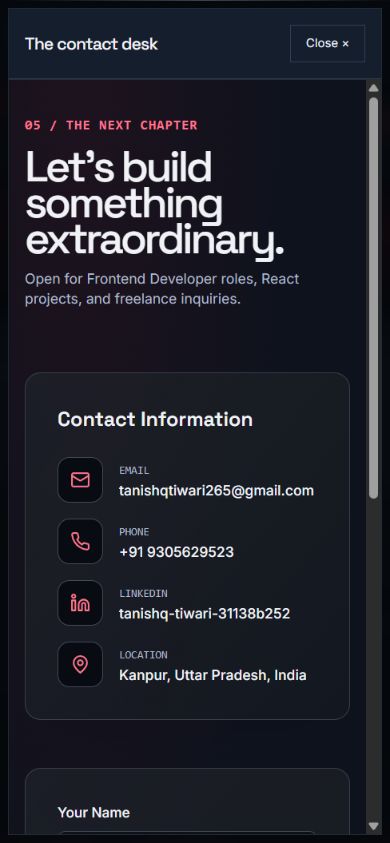 The contact desk
Close ×
05 / THE NEXT CHAPTER
Let's build
something
extraordinary.
Open for Frontend Developer roles, React
projects, and freelance inquiries.
Contact Information
EMAIL
tanishqtiwari265@gmail.com
PHONE
+91 9305629523
LINKEDIN
tanishq-tiwari-31138b252
LOCATION
Kanpur, Uttar Pradesh, India
Your Name